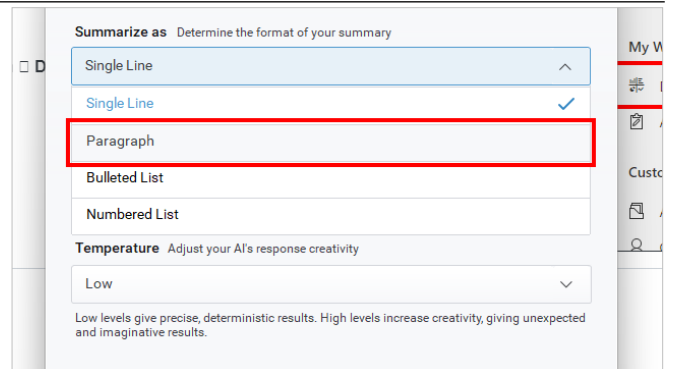 Summarize as Determine the format of your summary
Single Line
Single Line
Paragraph
Bulleted List
Numbered List
Temperature Adjust your AI's response creativity
Low
Low levels give precise, deterministic results. High levels increase creativity, giving unexpected
and imaginative results.
D
My